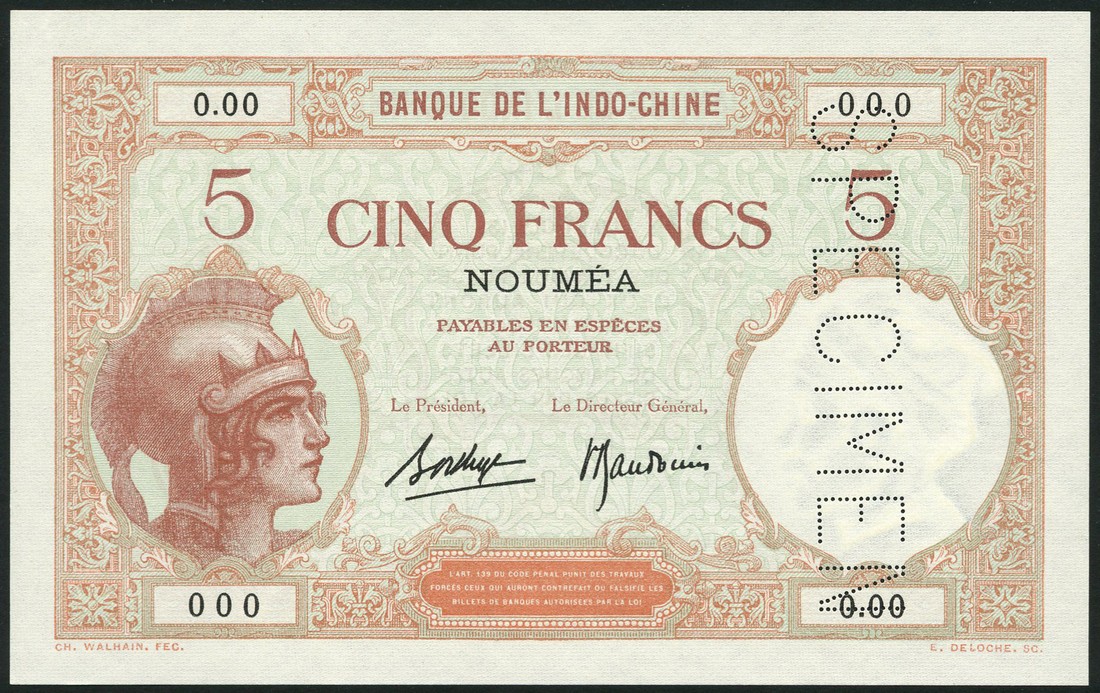 0.00
BANQUE DE L'INDO-CHINE
0.0.0
5
CINQ FRANCS
5
NOUMÉA
PAYABLES EN ESPÈCES
AU PORTEUR
Le Président,
Le Directeur Général,
SPECIMEN
L'ART. 139 DU CODE PÉNAL PUNIT DES TRAVAUX
FORCÉS CEUX QUI AURONT CONTREFAIT OU FALSIFIÉ LES
BILLETS DE BANQUES AUTORISÉES PAR LA LOI
000
0.00
CH. WALHAIN. FEC.
E. DELOCHE. SC.